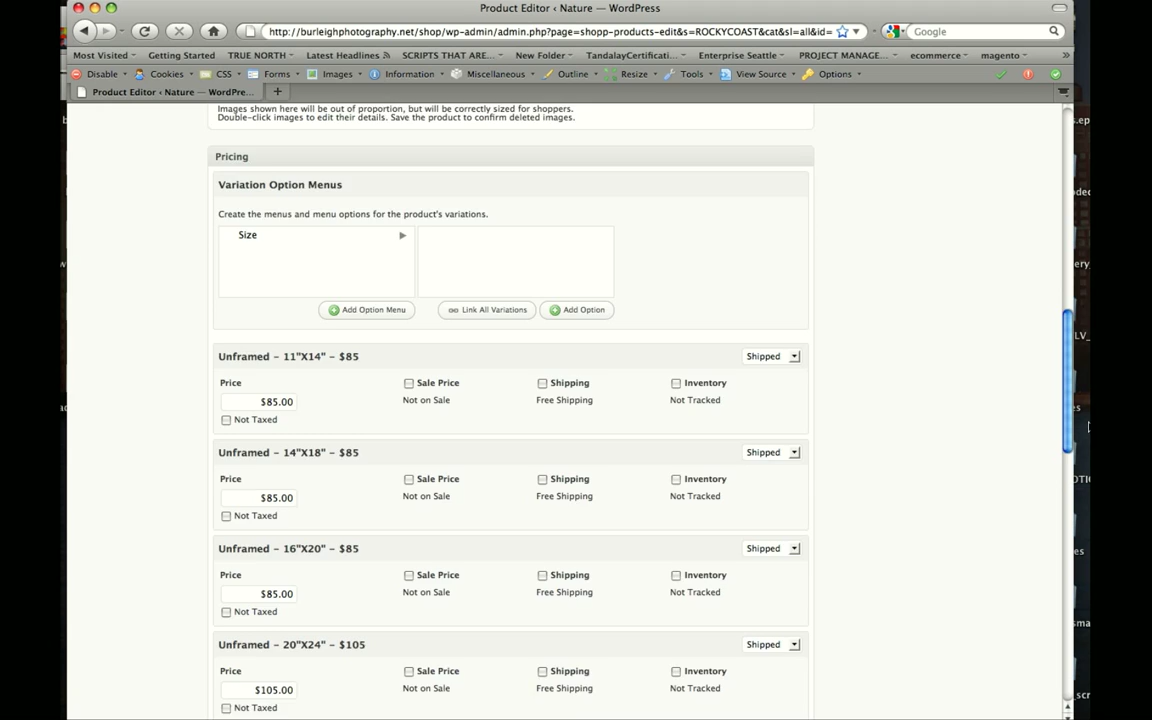 Product Editor ‹ Nature — WordPress
http://burleighphotography.net/shop/wp-admin/admin.php?page=shopp-products-edit&s=ROCKYCOAST&cat&sl=all&id=
Google
Most Visited Getting Started TRUE NORTH Latest Headlines SCRIPTS THAT ARE... New Folder TandalayCertificati... Enterprise Seattle PROJECT MANAGE... ecommerce magento
Disable Cookies CSS Forms Images Information Miscellaneous Outline Resize Tools View Source Options
Product Editor ‹ Nature — WordPre...
Images shown here will be out of proportion, but will be correctly sized for shoppers.
Double-click images to edit their details. Save the product to confirm deleted images.
Pricing
Variation Option Menus
Create the menus and menu options for the product's variations.
Size
Add Option Menu Link All Variations Add Option
Unframed – 11"X14" – $85 Shipped
Price Sale Price Shipping Inventory
$85.00 Not on Sale Free Shipping Not Tracked
Not Taxed
Unframed – 14"X18" – $85 Shipped
Price Sale Price Shipping Inventory
$85.00 Not on Sale Free Shipping Not Tracked
Not Taxed
Unframed – 16"X20" – $85 Shipped
Price Sale Price Shipping Inventory
$85.00 Not on Sale Free Shipping Not Tracked
Not Taxed
Unframed – 20"X24" – $105 Shipped
Price Sale Price Shipping Inventory
$105.00 Not on Sale Free Shipping Not Tracked
Not Taxed